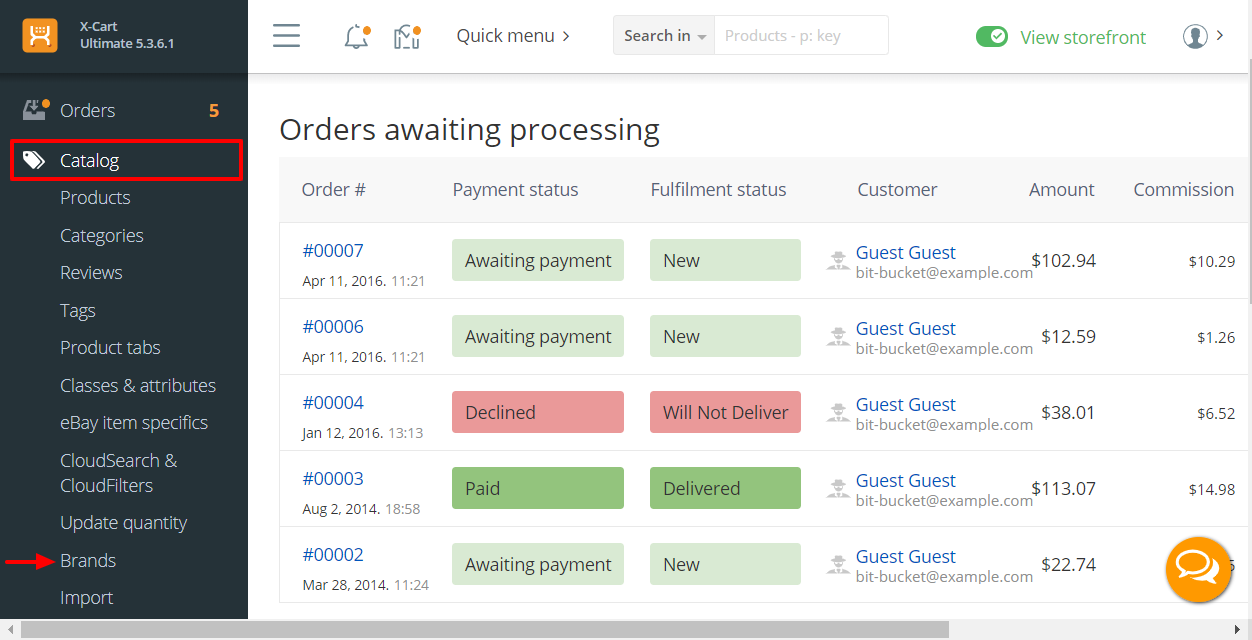 X-Cart
Ultimate 5.3.6.1
Quick menu
Search in
Products - p: key
View storefront
Orders 5
Catalog
Products
Categories
Reviews
Tags
Product tabs
Classes & attributes
eBay item specifics
CloudSearch &
CloudFilters
Update quantity
Brands
Import
Orders awaiting processing
Order # Payment status Fulfilment status Customer Amount Commission
#00007 Awaiting payment New Guest Guest $102.94 $10.29
Apr 11, 2016. 11:21 bit-bucket@example.com
#00006 Awaiting payment New Guest Guest $12.59 $1.26
Apr 11, 2016. 11:21 bit-bucket@example.com
#00004 Declined Will Not Deliver Guest Guest $38.01 $6.52
Jan 12, 2016. 13:13 bit-bucket@example.com
#00003 Paid Delivered Guest Guest $113.07 $14.98
Aug 2, 2014. 18:58 bit-bucket@example.com
#00002 Awaiting payment New Guest Guest $22.74
Mar 28, 2014. 11:24 bit-bucket@example.com